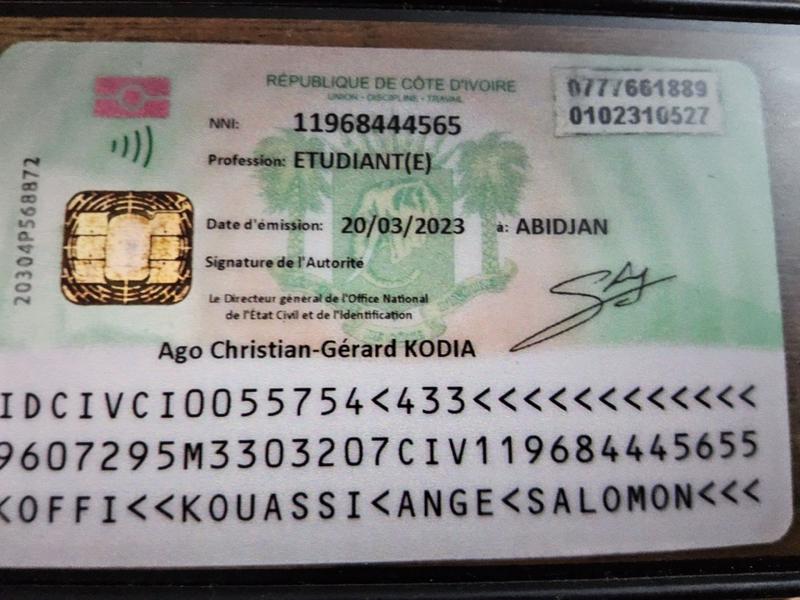 RÉPUBLIQUE DE CÔTE D'IVOIRE
UNION - DISCIPLINE - TRAVAIL
0777661889
0102310527
NNI: 11968444565
Profession: ETUDIANT(E)
20304P568872
Date d'émission: 20/03/2023 à: ABIDJAN
Signature de l'Autorité
Le Directeur général de l'Office National
de l'État Civil et de l'Identification
Ago Christian-Gérard KODIA
IDCIVCI0055754<433<<<<<<<<<<<<
9607295M3303207CIV119684445655
KOFFI<<KOUASSI<ANGE<SALOMON<<<